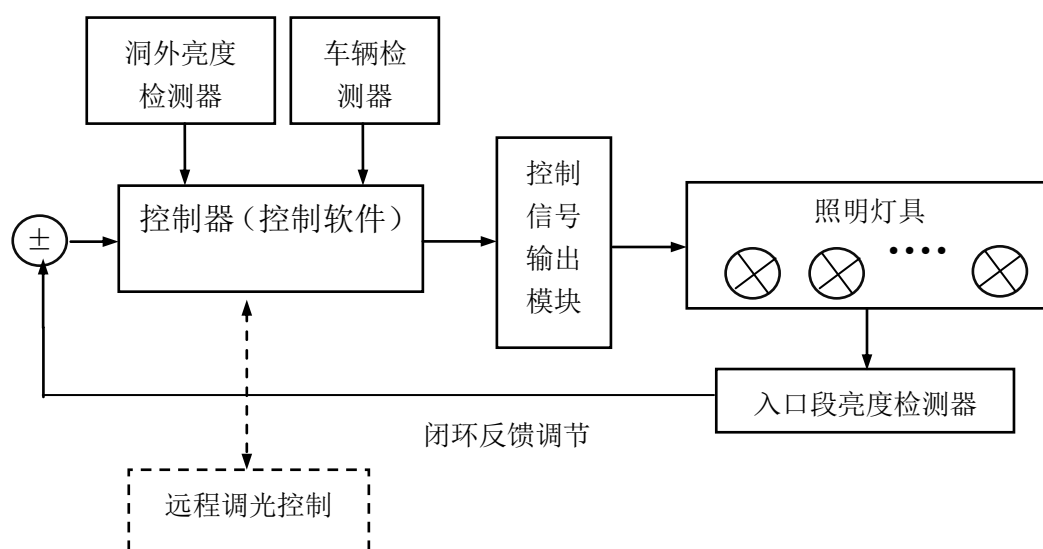 洞外亮度
检测器
车辆检
测器
控制
信号
输出
模块
控制器（控制软件）
照明灯具
±
入口段亮度检测器
闭环反馈调节
远程调光控制